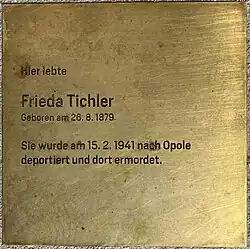 Hier lebte
Frieda Tichler
Geboren am 26. 8. 1879.
Sie wurde am 15. 2. 1941 nach Opole
deportiert und dort ermordet.